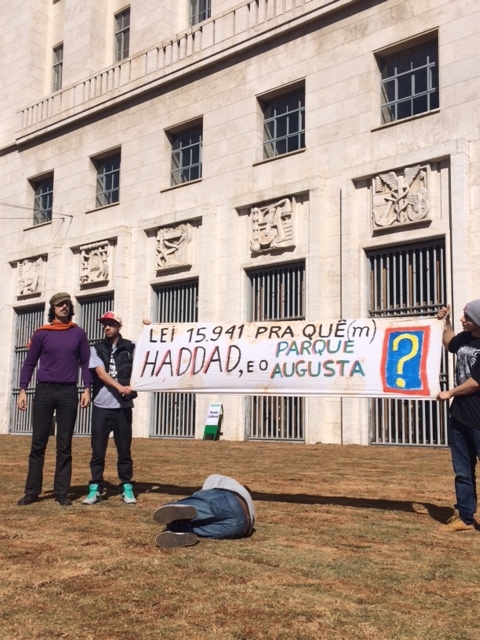 LEI 15.941 PRA QUÊ(m)
HADDAD, E O PARQUE AUGUSTA ?